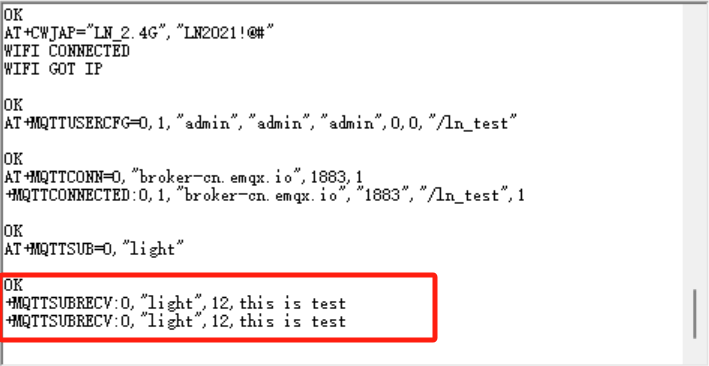 OK
AT+CWJAP="LN_2.4G","LN2021!@#"
WIFI CONNECTED
WIFI GOT IP
OK
AT+MQTTUSERCFG=0,1,"admin","admin","admin",0,0,"/ln_test"
OK
AT+MQTTCONN=0,"broker-cn.emqx.io",1883,1
+MQTTCONNECTED:0,1,"broker-cn.emqx.io","1883","/ln_test",1
OK
AT+MQTTSUB=0,"light"
OK
+MQTTSUBRECV:0,"light",12,this is test
+MQTTSUBRECV:0,"light",12,this is test